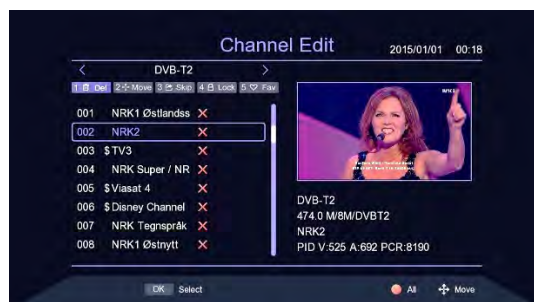 Channel Edit
2015/01/01 00:18
DVB-T2
1 Del 2 Move 3 Skip 4 Lock 5 Fav
001 NRK1 Østlandss
002 NRK2
003 $ TV3
004 NRK Super / NR
005 $ Viasat 4
006 $ Disney Channel
007 NRK Tegnspråk
008 NRK1 Østnytt
NRK2
DVB-T2
474.0 M/8M/DVBT2
NRK2
PID V:525 A:692 PCR:8190
OK Select
All Move